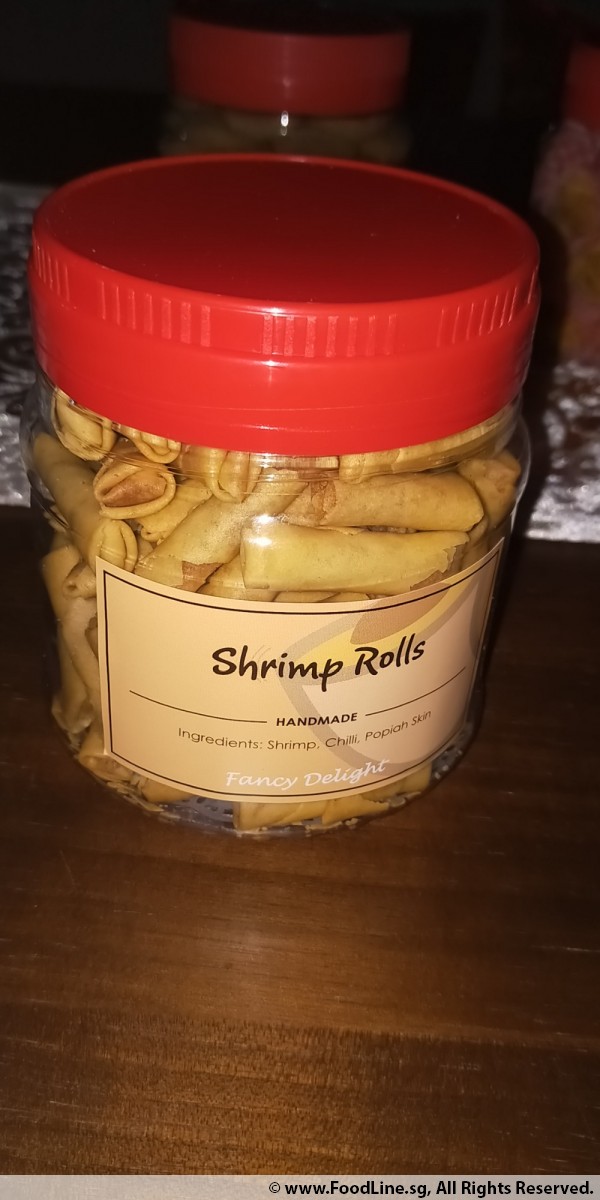 Shrimp Rolls
HANDMADE
Ingredients: Shrimp, Chilli, Popiah Skin
Fancy Delight
© www.FoodLine.sg, All Rights Reserved.